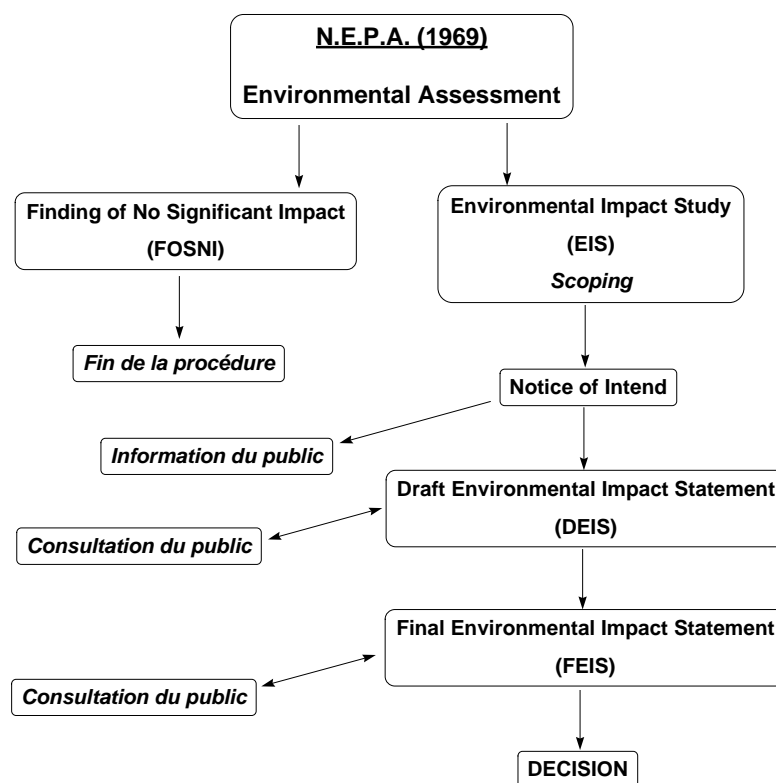 N.E.P.A. (1969)
Environmental Assessment
Finding of No Significant Impact
(FOSNI)
Environmental Impact Study
(EIS)
Scoping
Fin de la procédure
Notice of Intend
Information du public
Draft Environmental Impact Statement
(DEIS)
Consultation du public
Final Environmental Impact Statement
(FEIS)
Consultation du public
DECISION